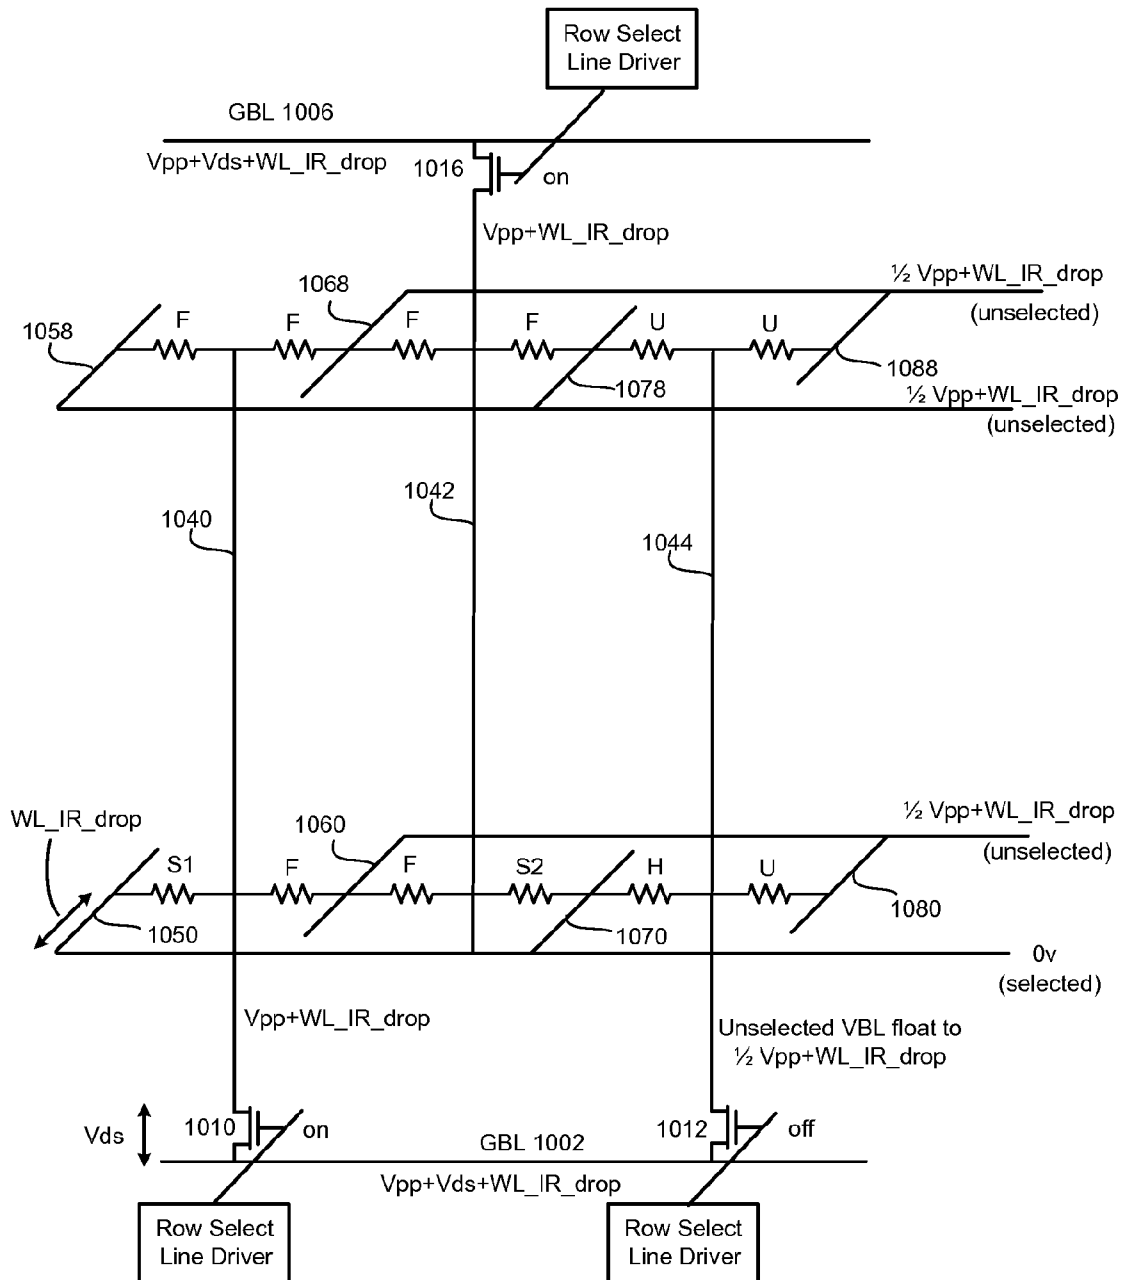 Row Select
Line Driver
GBL 1006
Vpp+Vds+WL_IR_drop
1016
on
Vpp+WL_IR_drop
½ Vpp+WL_IR_drop
(unselected)
1068
1058
F
F
F
F
U
U
1088
1078
½ Vpp+WL_IR_drop
(unselected)
1042
1040
1044
WL_IR_drop
½ Vpp+WL_IR_drop
(unselected)
1060
S1
F
F
S2
H
U
1080
1050
1070
0v
(selected)
Vpp+WL_IR_drop
Unselected VBL float to
½ Vpp+WL_IR_drop
Vds
1010
on
GBL 1002
1012
off
Vpp+Vds+WL_IR_drop
Row Select
Line Driver
Row Select
Line Driver